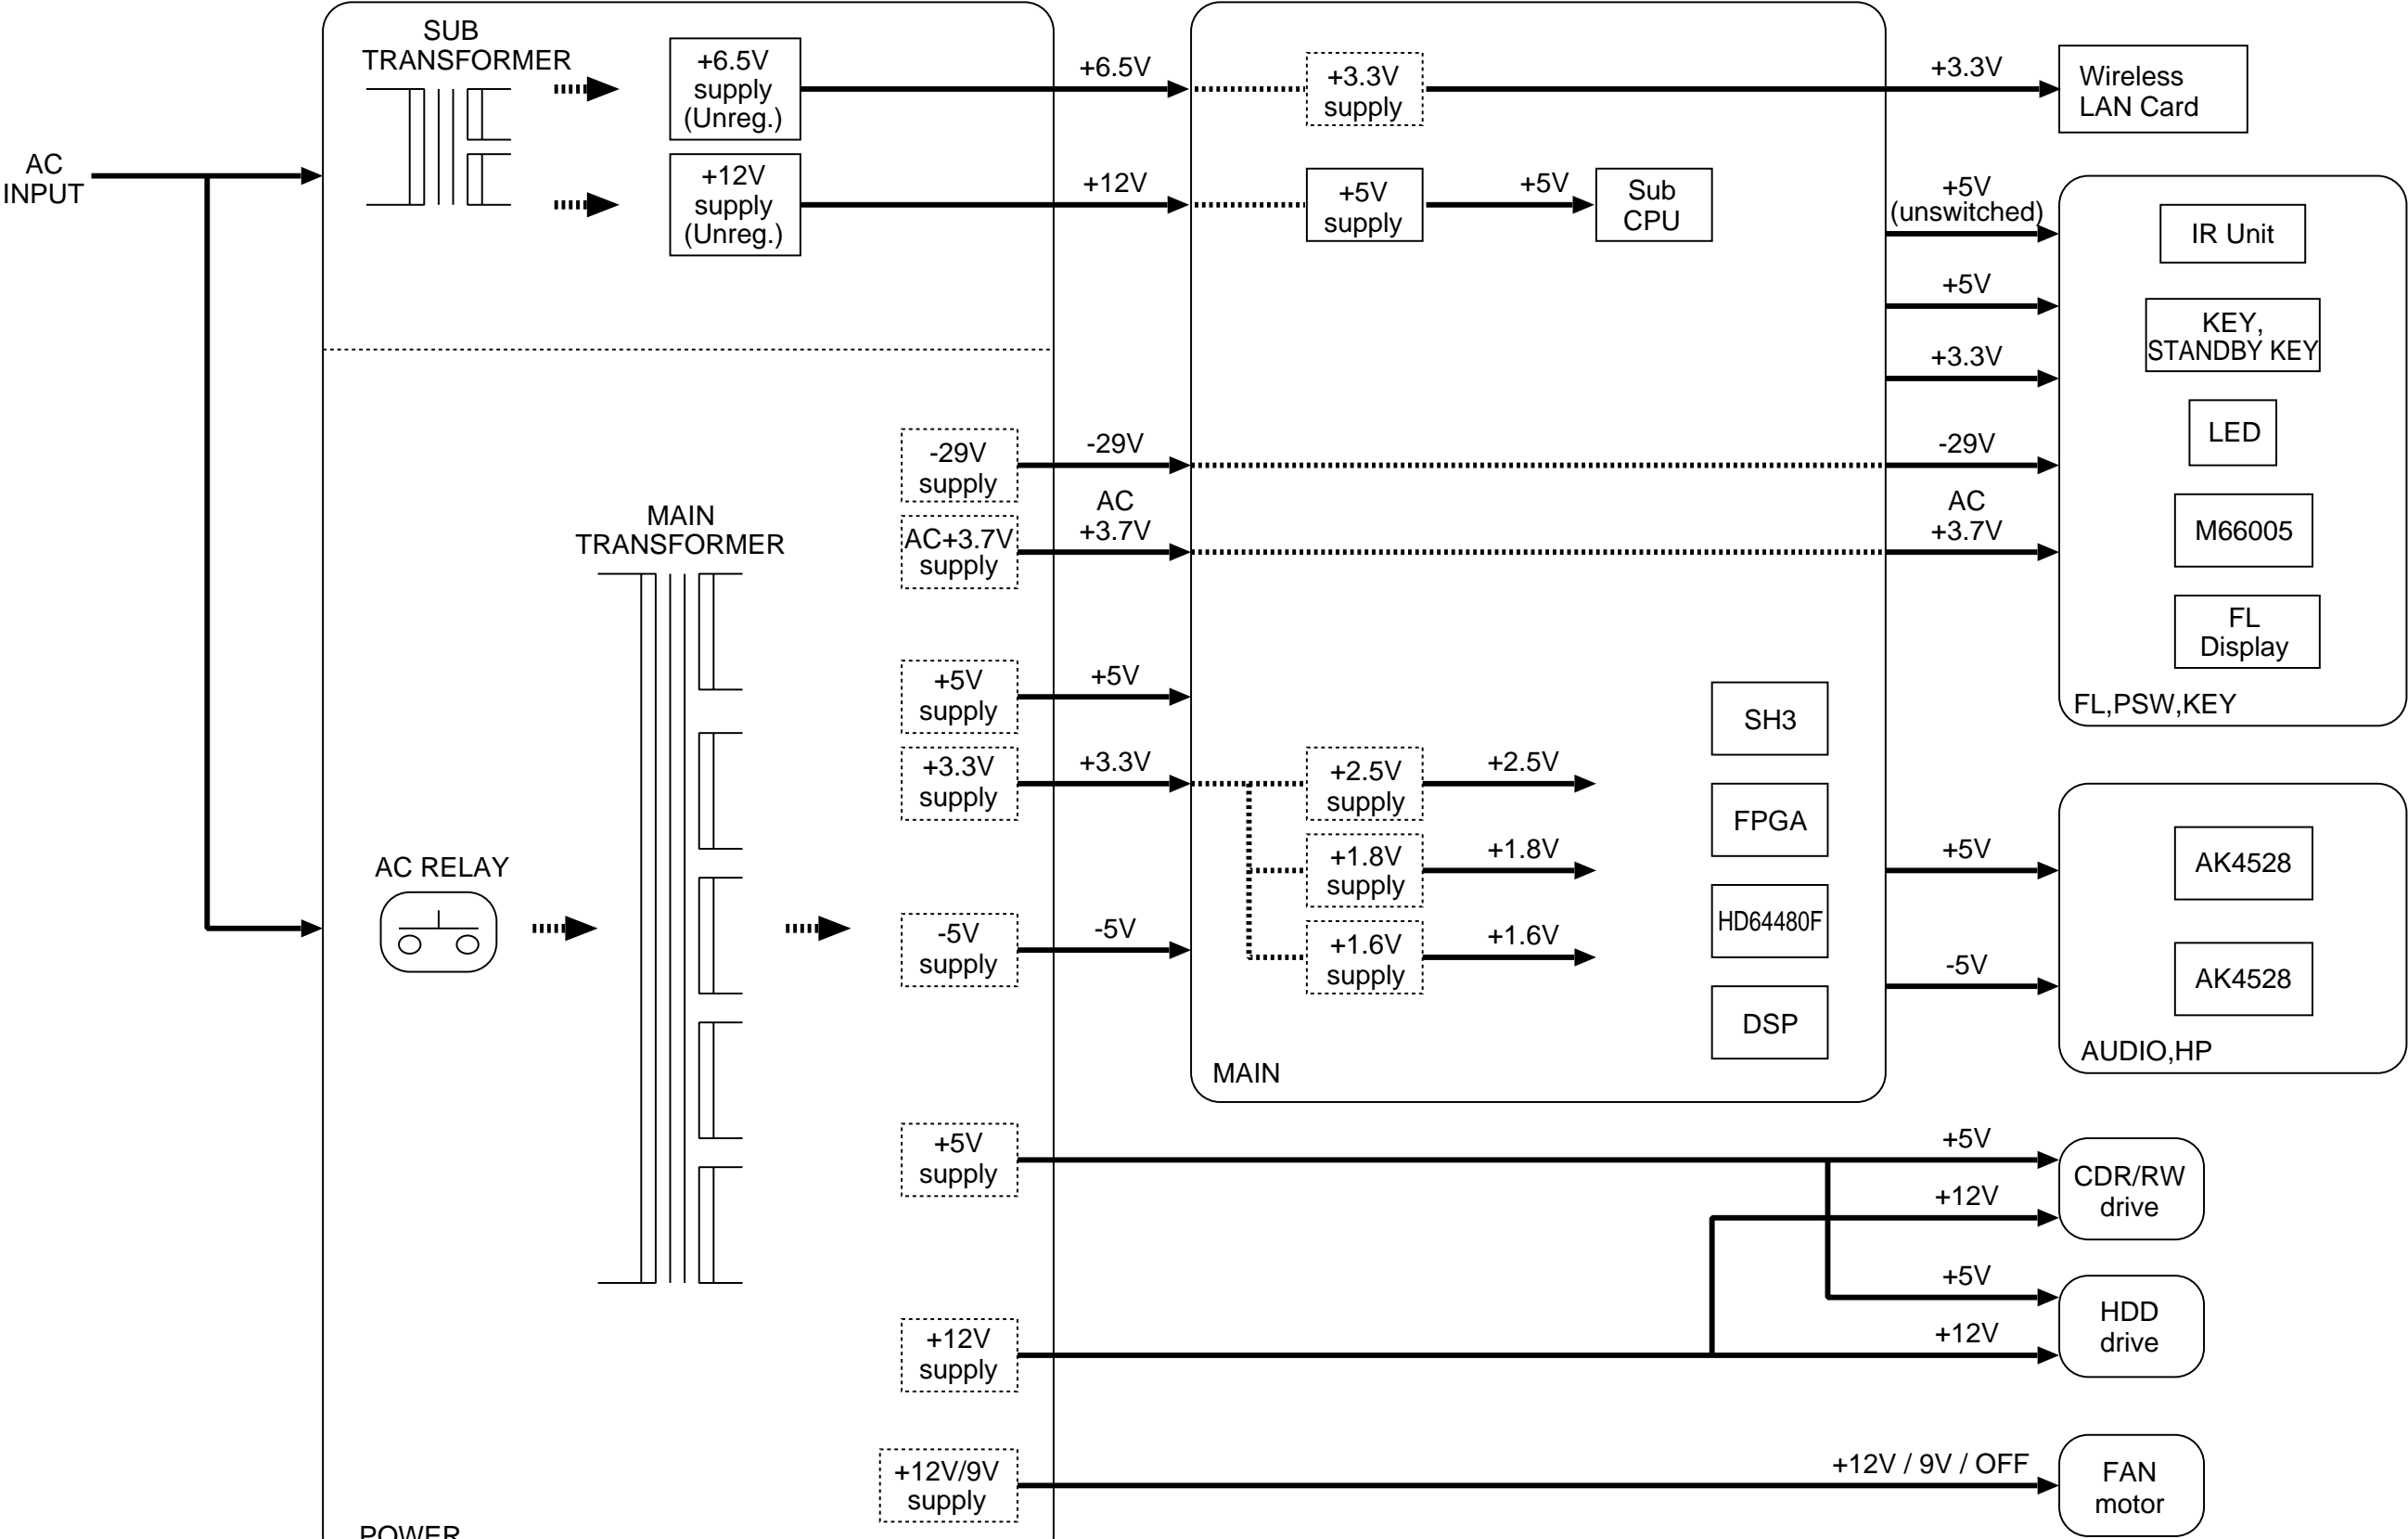 AC
INPUT
SUB
TRANSFORMER
+6.5V
supply
(Unreg.)
+12V
supply
(Unreg.)
MAIN
TRANSFORMER
AC RELAY
-29V
supply
AC+3.7V
supply
+5V
supply
+3.3V
supply
-5V
supply
+5V
supply
+12V
supply
+12V/9V
supply
POWER
+6.5V
+12V
-29V
AC
+3.7V
+5V
+3.3V
-5V
+3.3V
supply
+5V
supply
+5V
Sub
CPU
+2.5V
supply
+2.5V
+1.8V
supply
+1.8V
+1.6V
supply
+1.6V
SH3
FPGA
HD64480F
DSP
MAIN
+3.3V
Wireless
LAN Card
+5V
(unswitched)
+5V
+3.3V
-29V
AC
+3.7V
IR Unit
KEY,
STANDBY KEY
LED
M66005
FL
Display
FL,PSW,KEY
+5V
-5V
AK4528
AK4528
AUDIO,HP
+5V
+12V
CDR/RW
drive
+5V
+12V
HDD
drive
+12V / 9V / OFF
FAN
motor